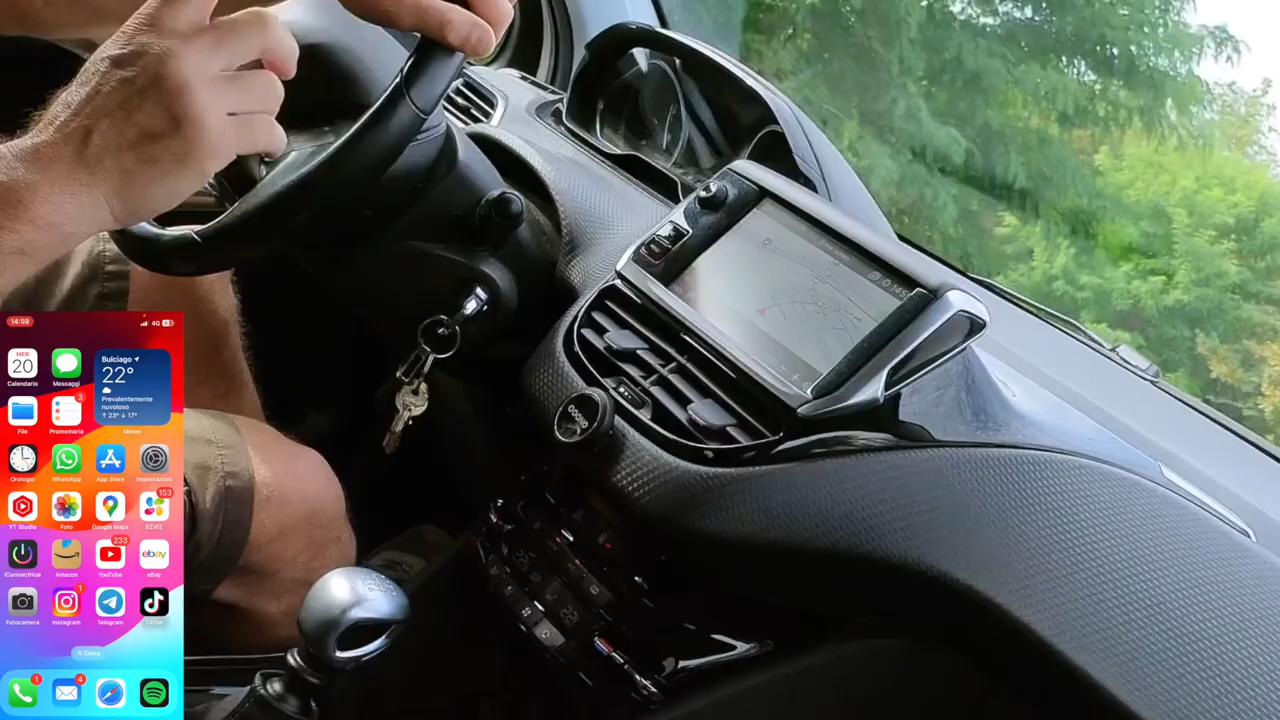 14:59
4G
MER
20
Calendario
Messaggi
Bulciago
22°
Prevalentemente
nuvoloso
↑ 23° ↓ 17°
Meteo
File
3
Promemoria
Orologio
WhatsApp
App Store
Impostazioni
YT Studio
Foto
Google Maps
153
EZVIZ
iConnectHue
Amazon
233
YouTube
ebay
eBay
Fotocamera
1
Instagram
Telegram
TikTok
Cerca
1
4